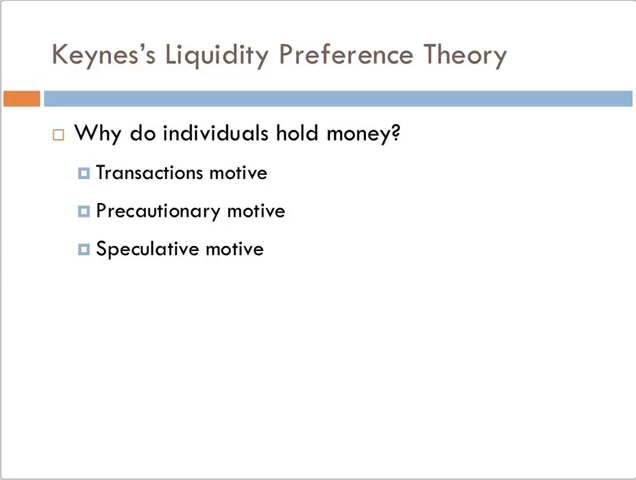 Keynes's Liquidity Preference Theory
Why do individuals hold money?
Transactions motive
Precautionary motive
Speculative motive